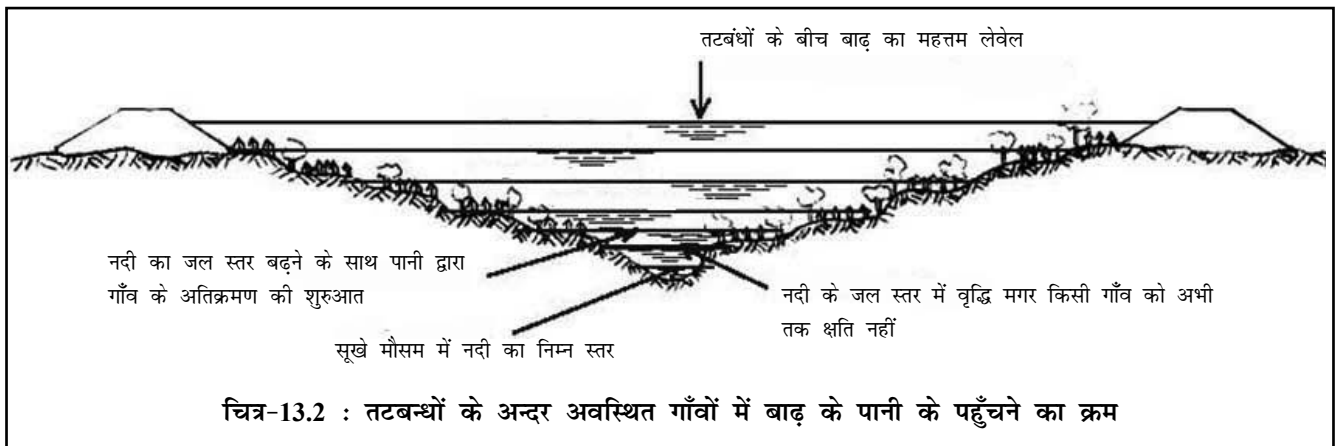 तटबंधों के बीच बाढ़ का महत्तम लेवेल
नदी का जल स्तर बढ़ने के साथ पानी द्वारा
गाँव के अतिक्रमण की शुरुआत
नदी के जल स्तर में वृद्धि मगर किसी गाँव को अभी
तक क्षति नहीं
सूखे मौसम में नदी का निम्न स्तर
चित्र-13.2 : तटबन्धों के अन्दर अवस्थित गाँवों में बाढ़ के पानी के पहुँचने का क्रम